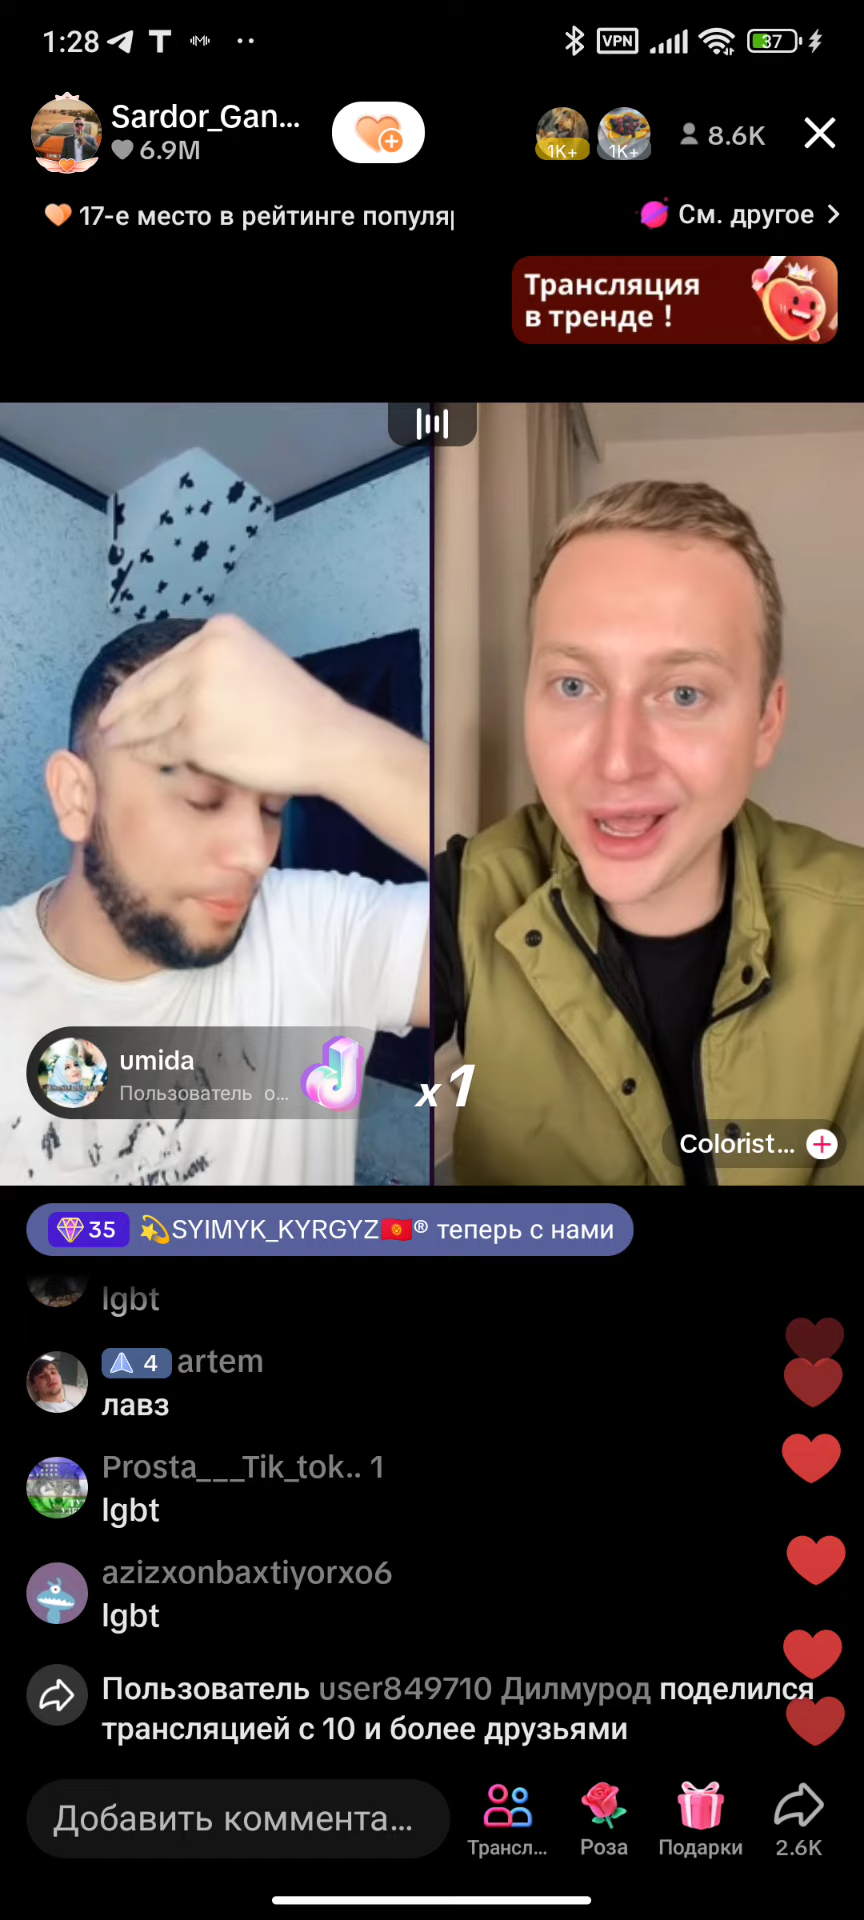 1:28
VPN
37
Sardor_Gan...
6.9M
1K+
1K+
8.6K
17-е место в рейтинге популяр
См. другое
Трансляция
в тренде !
umida
Пользователь о...
x1
Colorist...
35 SYIMYK_KYRGYZ® теперь с нами
lgbt
4 artem
лавз
Prosta___Tik_tok.. 1
lgbt
azizxonbaxtiyorxo6
lgbt
Пользователь user849710 Дилмурод поделился
трансляцией с 10 и более друзьями
Добавить коммента...
Трансл...
Роза
Подарки
2.6K